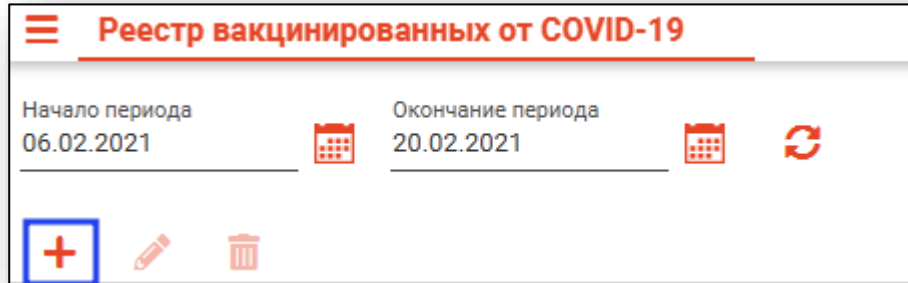 Реестр вакцинированных от COVID-19
Начало периода Окончание периода
06.02.2021 20.02.2021